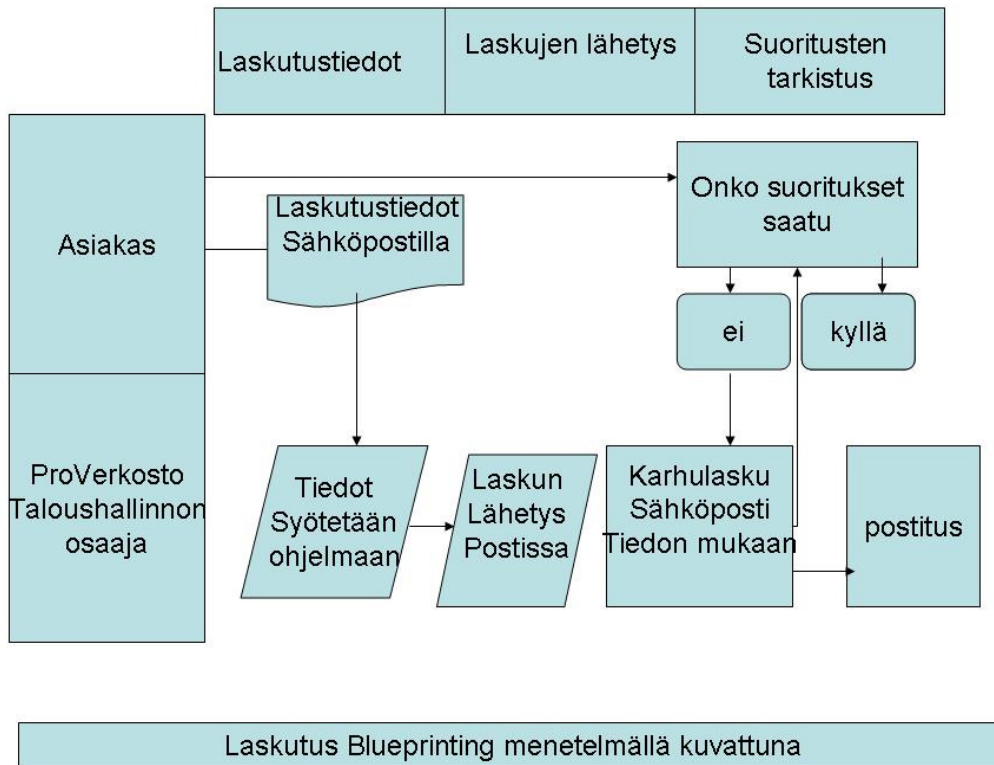 Laskutustiedot
Laskujen lähetys
Suoritusten
tarkistus
Asiakas
Laskutustiedot
Sähköpostilla
Onko suoritukset
saatu
ei
kyllä
ProVerkosto
Taloushallinnon
osaaja
Tiedot
Syötetään
ohjelmaan
Laskun
Lähetys
Postissa
Karhulasku
Sähköposti
Tiedon mukaan
postitus
Laskutus Blueprinting menetelmällä kuvattuna